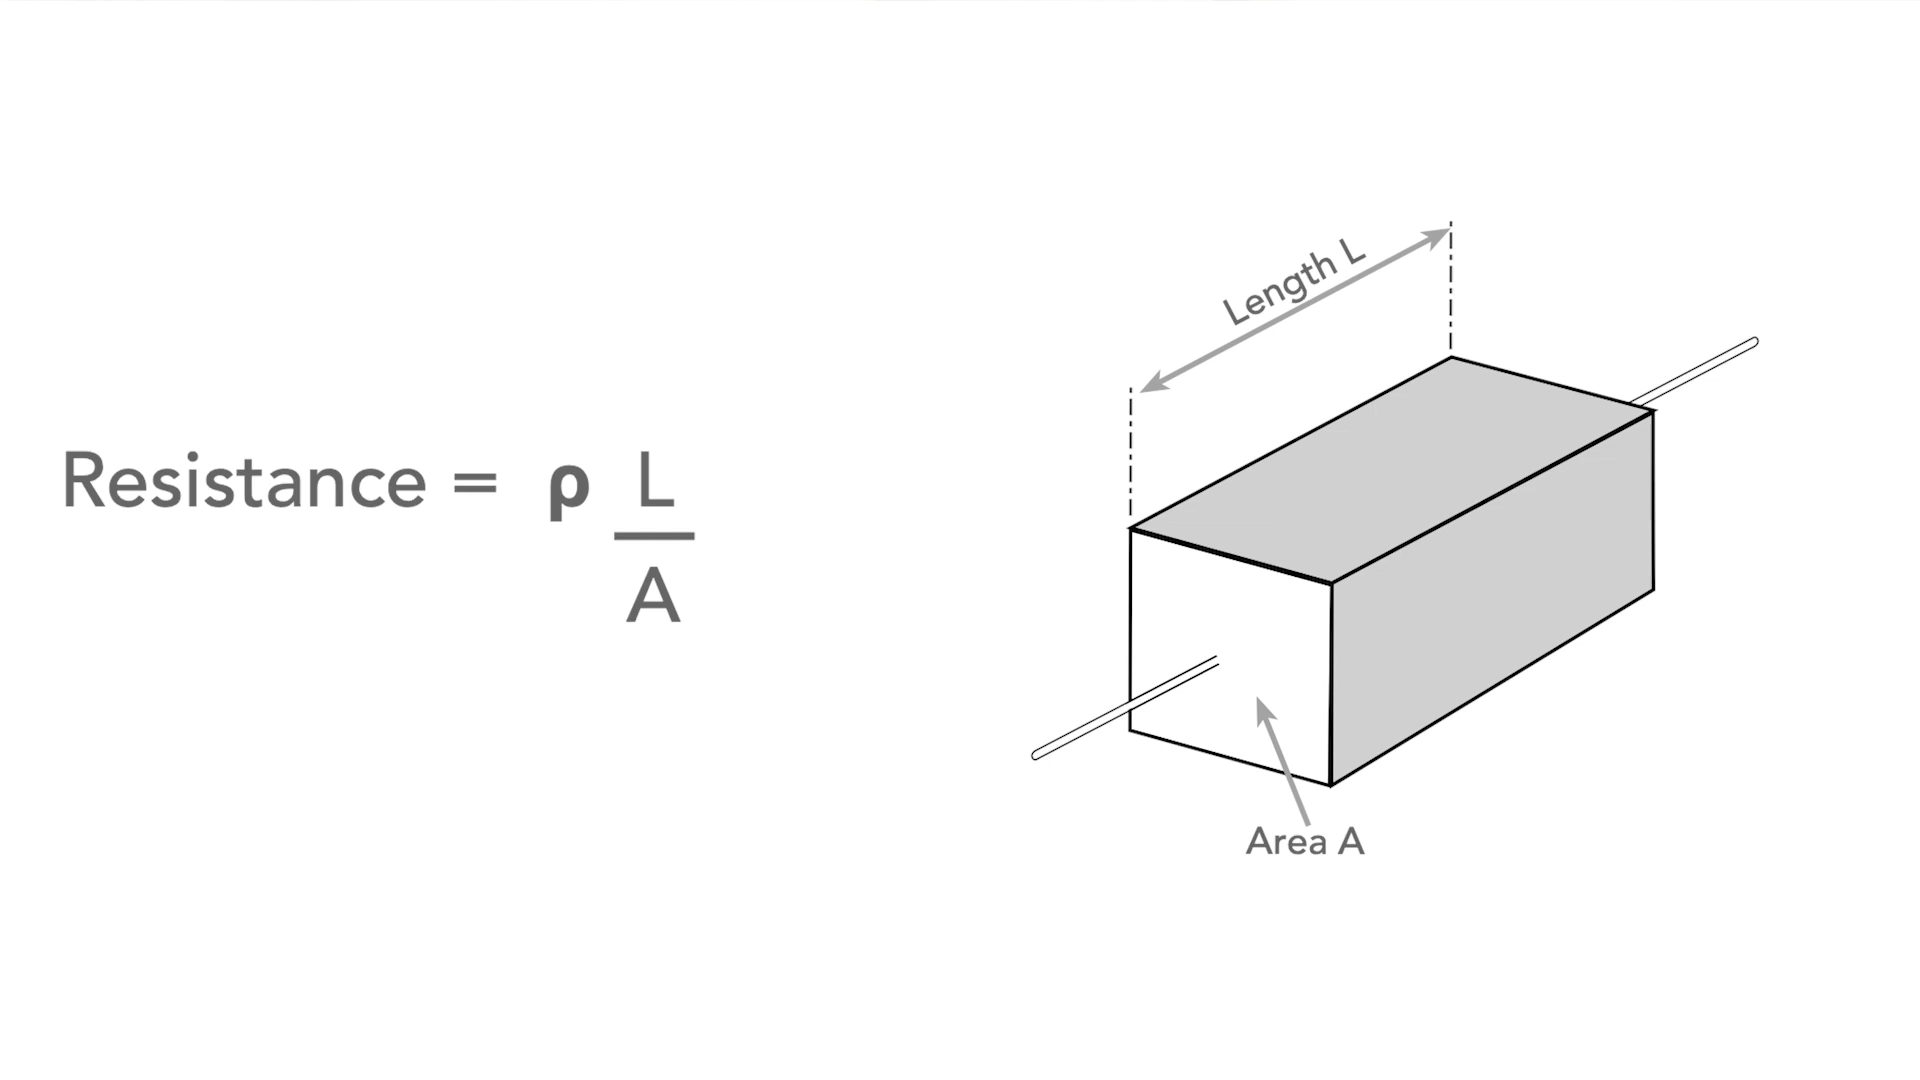 Resistance = ρ L
A
Length L
Area A